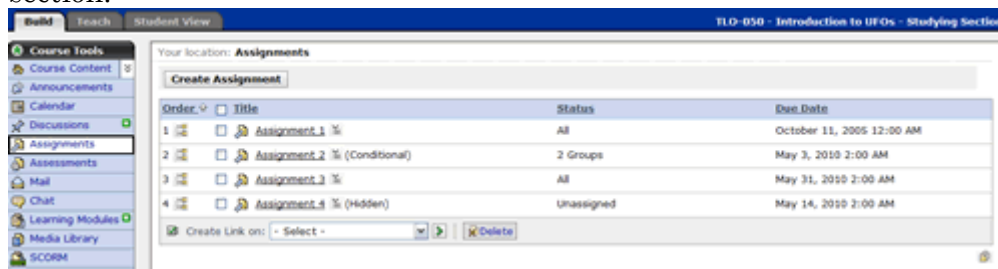 section.
Build Teach Student View TLO-050 - Introduction to UFOs - Studying Sectio
Course Tools
Course Content
Announcements
Calendar
Discussions
Assignments
Assessments
Mail
Chat
Learning Modules
Media Library
SCORM
Your location: Assignments
Create Assignment
Order Title Status Due Date
1 Assignment 1 All October 11, 2005 12:00 AM
2 Assignment 2 (Conditional) 2 Groups May 3, 2010 2:00 AM
3 Assignment 3 All May 31, 2010 2:00 AM
4 Assignment 4 (Hidden) Unassigned May 14, 2010 2:00 AM
Create Link on: - Select - Delete